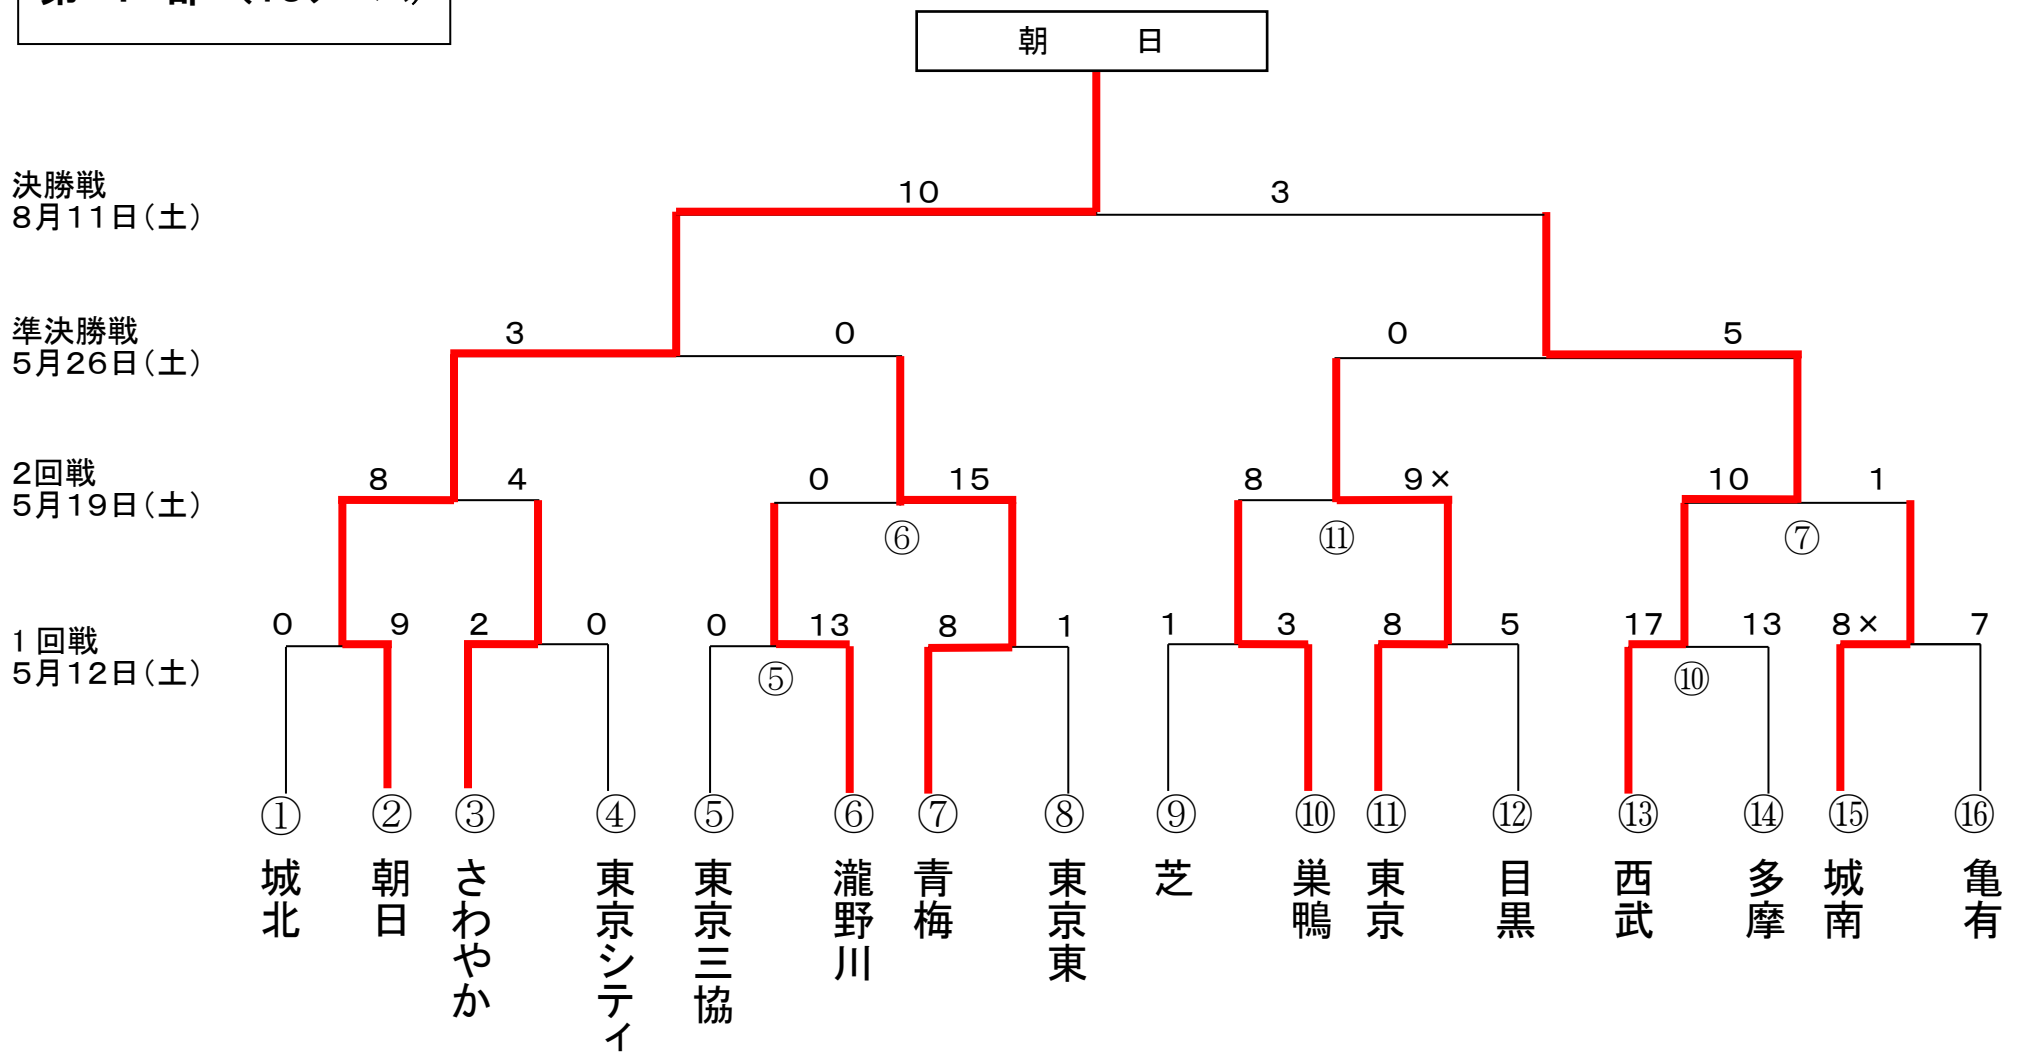 朝 日
決勝戦
8月11日(土)
10 3
準決勝戦
5月26日(土)
3 0 0 5
2回戦
5月19日(土)
8 4 0 15 8 9× 10 1
⑥ ⑪ ⑦
1回戦
5月12日(土)
0 9 2 0 0 13 8 1 1 3 8 5 17 13 8× 7
⑤ ⑩
① ② ③ ④ ⑤ ⑥ ⑦ ⑧ ⑨ ⑩ ⑪ ⑫ ⑬ ⑭ ⑮ ⑯
城北
朝日
さわやか
東京シティ
東京三協
瀧野川
青梅
東京東
芝
巣鴨
東京
目黒
西武
多摩
城南
亀有